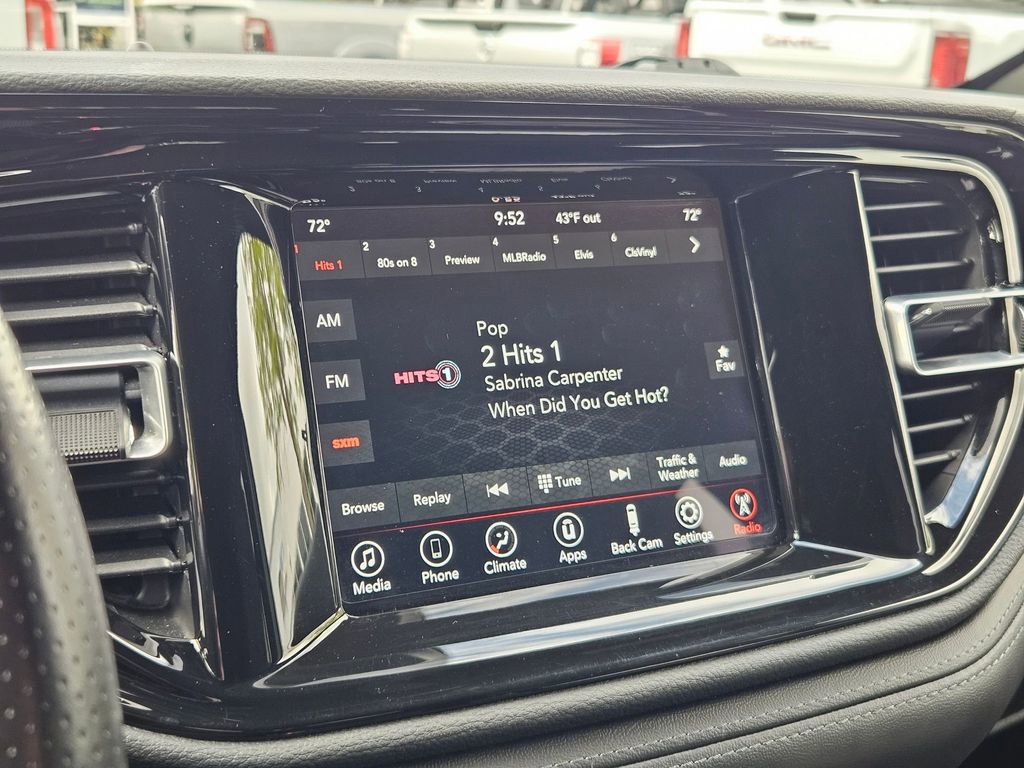 GMC
72° 9:52 43°F out 72°
1 Hits 1 2 80s on 8 3 Preview 4 MLBRadio 5 Elvis 6 ClsVinyl
AM
FM
sxm
HITS1
Pop
2 Hits 1
Sabrina Carpenter
When Did You Get Hot?
Fav
Browse Replay Tune Traffic & Weather Audio
Media Phone Climate Apps Back Cam Settings Radio